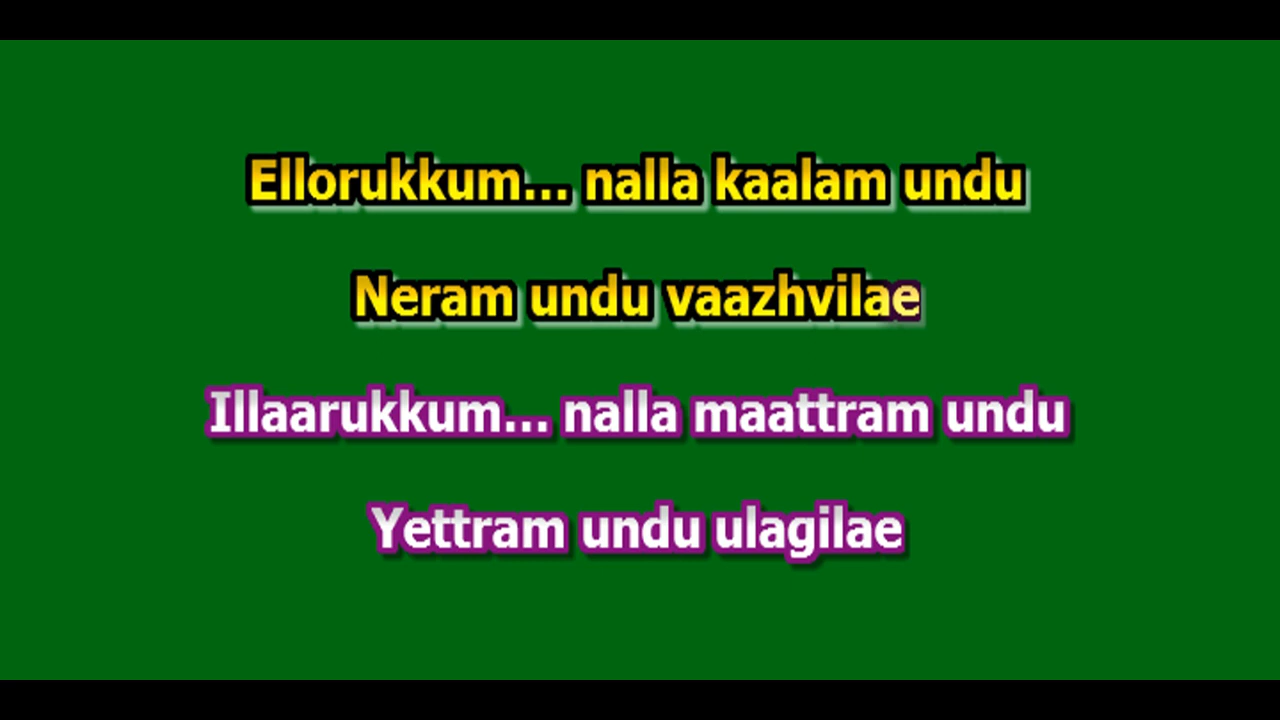 Ellorukkum... nalla kaalam undu
Neram undu vaazhvilae
Illaarukkum... nalla maattram undu
Yettram undu ulagilae